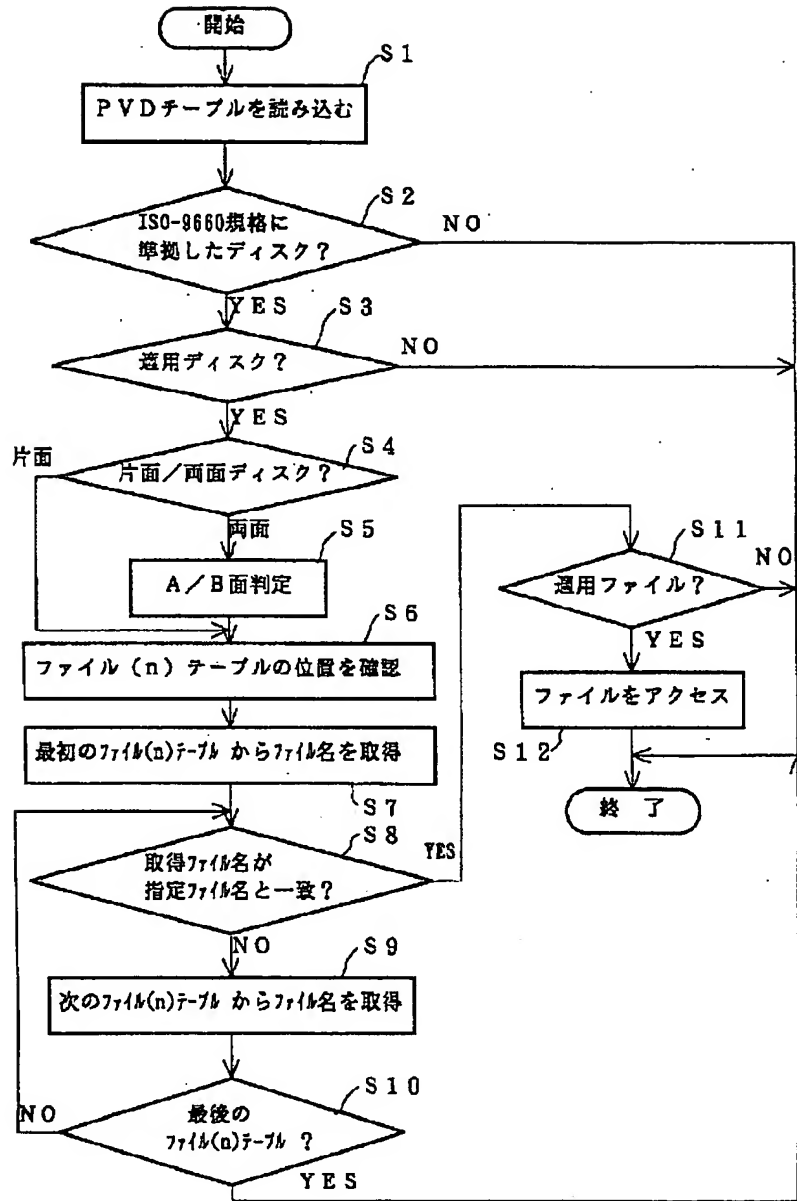 開始
S1
PVDテーブルを読み込む
S2
ISO-9660規格に
準拠したディスク？
NO
YES
S3
適用ディスク？
NO
YES
S4
片面
片面／両面ディスク？
両面
S5
A／B面判定
S6
ファイル（n）テーブルの位置を確認
最初のﾌｧｲﾙ(n)ﾃｰﾌﾞﾙ からﾌｧｲﾙ名を取得
S7
S8
取得ﾌｧｲﾙ名が
指定ﾌｧｲﾙ名と一致？
YES
NO
S9
次のﾌｧｲﾙ(n)ﾃｰﾌﾞﾙ からﾌｧｲﾙ名を取得
S10
最後の
ﾌｧｲﾙ(n)ﾃｰﾌﾞﾙ ？
NO
YES
S11
適用ファイル？
NO
YES
ファイルをアクセス
S12
終 了